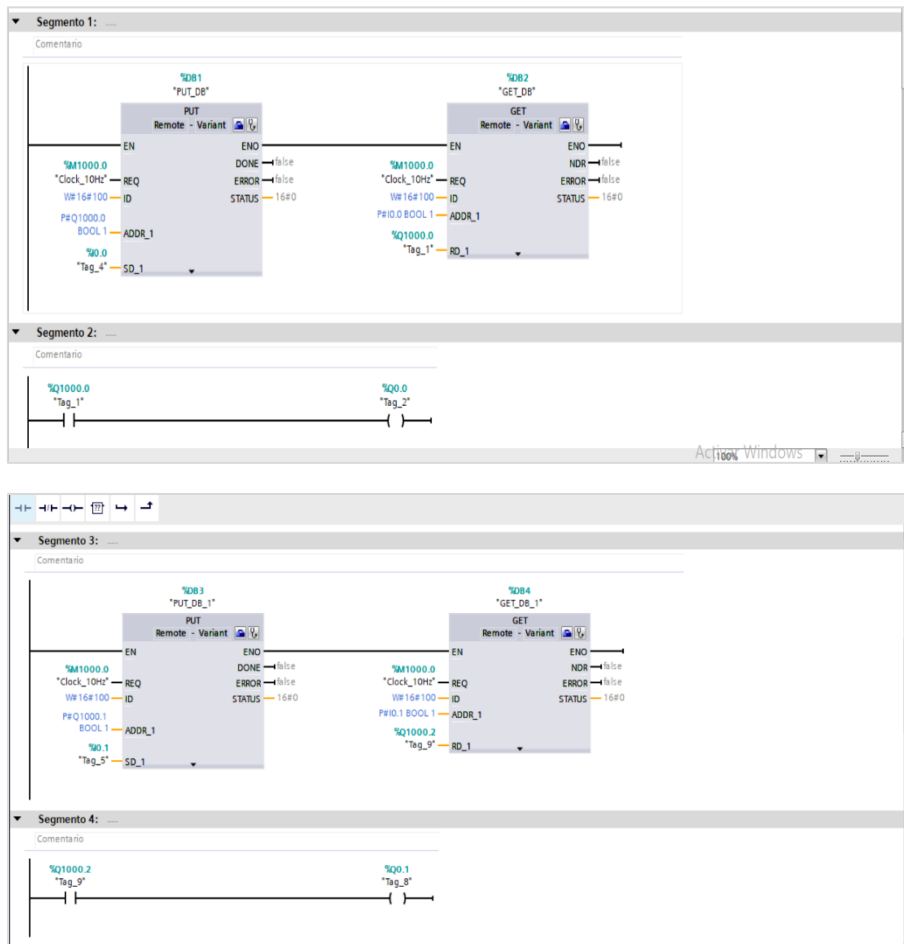 Segmento 1: ....
Comentario
%DB1
"PUT_DB"
PUT
Remote - Variant
EN
ENO
%M1000.0
"Clock_10Hz"
REQ
DONE
false
W#16#100
ID
ERROR
false
P#Q1000.0
BOOL 1
ADDR_1
STATUS
16#0
%I0.0
"Tag_4"
SD_1
%DB2
"GET_DB"
GET
Remote - Variant
EN
ENO
%M1000.0
"Clock_10Hz"
REQ
NDR
false
W#16#100
ID
ERROR
false
P#I0.0 BOOL 1
ADDR_1
STATUS
16#0
%Q1000.0
"Tag_1"
RD_1
Segmento 2: ....
Comentario
%Q1000.0
"Tag_1"
%Q0.0
"Tag_2"
Windows
100%
Segmento 3: ....
Comentario
%DB3
"PUT_DB_1"
PUT
Remote - Variant
EN
ENO
%M1000.0
"Clock_10Hz"
REQ
DONE
false
W#16#100
ID
ERROR
false
P#Q1000.1
BOOL 1
ADDR_1
STATUS
16#0
%I0.1
"Tag_5"
SD_1
%DB4
"GET_DB_1"
GET
Remote - Variant
EN
ENO
%M1000.0
"Clock_10Hz"
REQ
NDR
false
W#16#100
ID
ERROR
false
P#I0.1 BOOL 1
ADDR_1
STATUS
16#0
%Q1000.2
"Tag_9"
RD_1
Segmento 4: ....
Comentario
%Q1000.2
"Tag_9"
%Q0.1
"Tag_8"